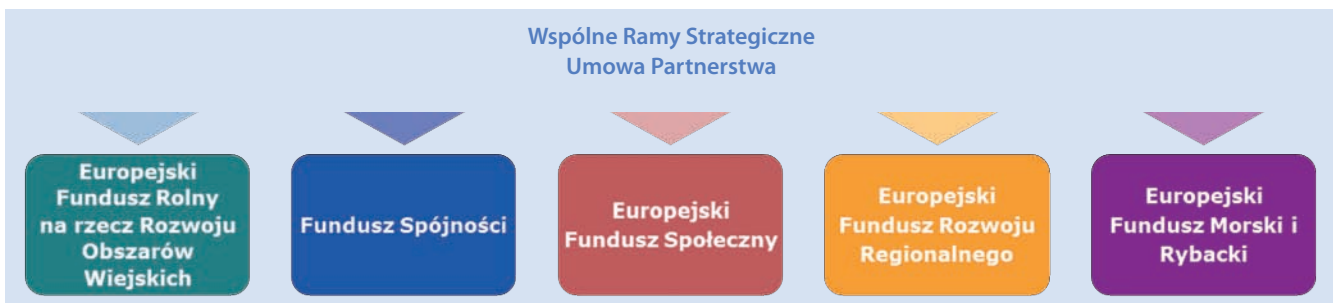 Wspólne Ramy Strategiczne
Umowa Partnerstwa
Europejski
Fundusz Rolny
na rzecz Rozwoju
Obszarów
Wiejskich
Fundusz Spójności
Europejski
Fundusz Społeczny
Europejski
Fundusz Rozwoju
Regionalnego
Europejski
Fundusz Morski i
Rybacki